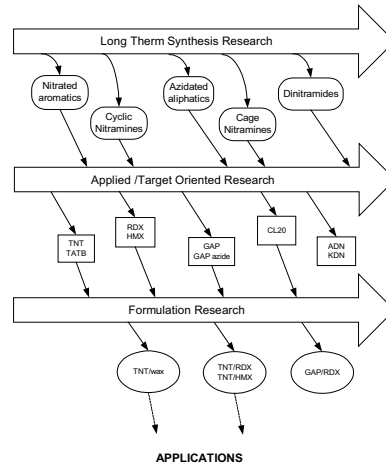 Long Therm Synthesis Research
Nitrated
aromatics
Cyclic
Nitramines
Azidated
aliphatics
Cage
Nitramines
Dinitramides
Applied /Target Oriented Research
TNT
TATB
RDX
HMX
GAP
GAP azide
CL20
ADN
KDN
Formulation Research
TNT/wax
TNT/RDX
TNT/HMX
GAP/RDX
APPLICATIONS